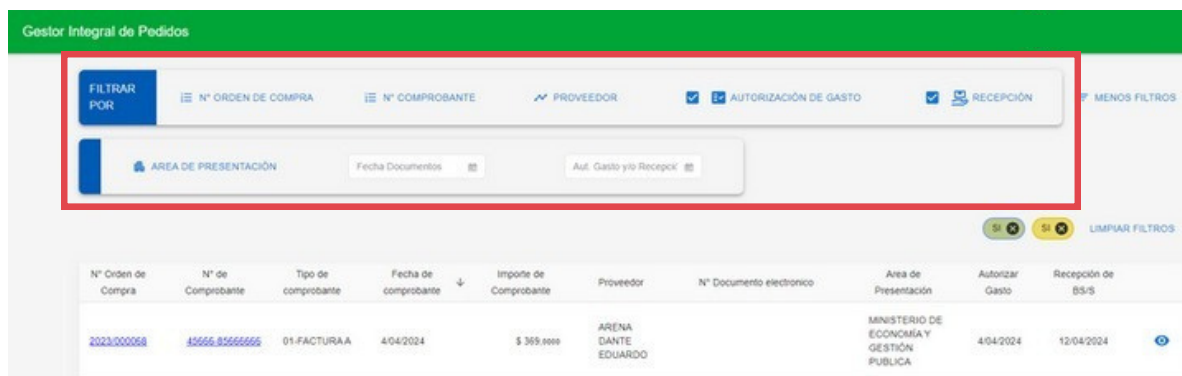 Gestor Integral de Pedidos
FILTRAR
POR
N° ORDEN DE COMPRA
N° COMPROBANTE
PROVEEDOR
AUTORIZACIÓN DE GASTO
RECEPCIÓN
MENOS FILTROS
AREA DE PRESENTACIÓN
Fecha Documentos
Aut. Gasto y/o Recepci
SI
SI
LIMPIAR FILTROS
N° Orden de
Compra
N° de
Comprobante
Tipo de
comprobante
Fecha de
comprobante
Importe de
Comprobante
Proveedor
N° Documento electronico
Area de
Presentación
Autorizar
Gasto
Recepción de
BS/S
2023/000068
45666-85666666
01-FACTURA A
4/04/2024
$ 369,0000
ARENA
DANTE
EDUARDO
MINISTERIO DE
ECONOMÍA Y
GESTIÓN
PUBLICA
4/04/2024
12/04/2024